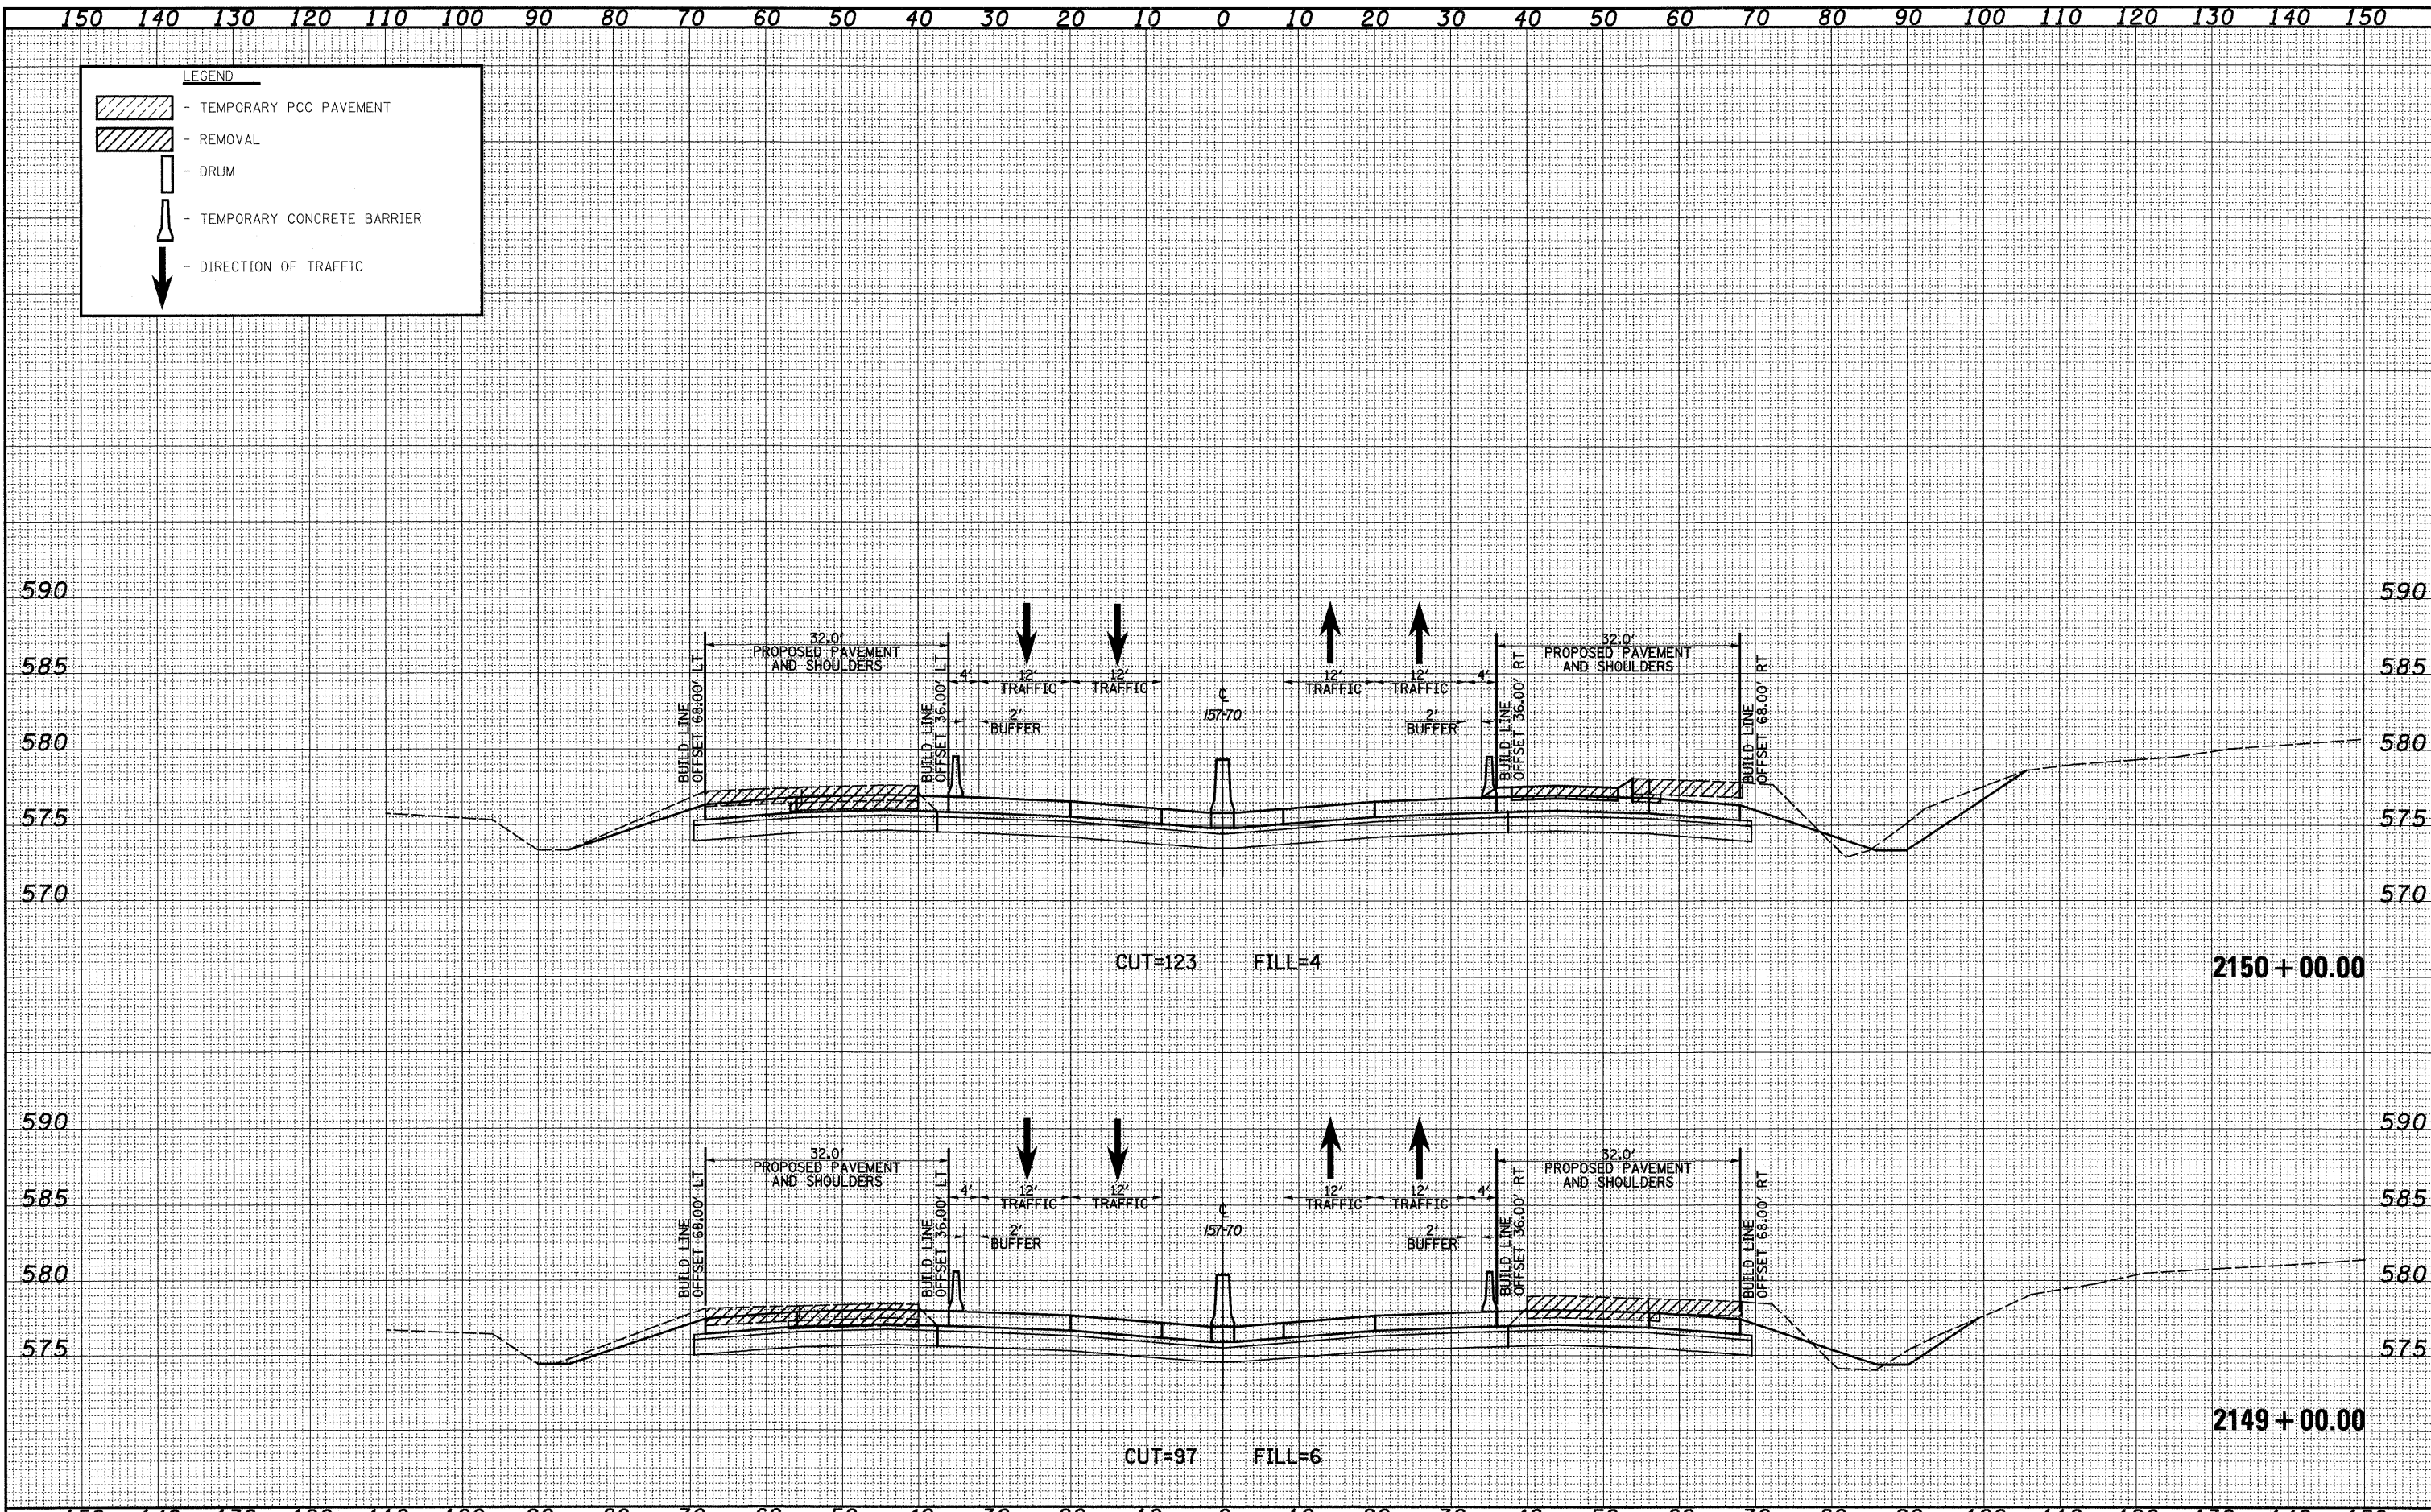 150 140 130 120 110 100 90 80 70 60 50 40 30 20 10 0 10 20 30 40 50 60 70 80 90 100 110 120 130 140 150
LEGEND
- TEMPORARY PCC PAVEMENT
- REMOVAL
- DRUM
- TEMPORARY CONCRETE BARRIER
- DIRECTION OF TRAFFIC
590 590
585 585
580 580
575 575
570 570
32.0'
PROPOSED PAVEMENT
AND SHOULDERS
BUILD LINE
OFFSET 68.00' LT
BUILD LINE
OFFSET 36.00' LT
4' 12' 12'
TRAFFIC TRAFFIC
2'
BUFFER
℄
157-70
12' 12' 4'
TRAFFIC TRAFFIC
2'
BUFFER
BUILD LINE
OFFSET 36.00' RT
32.0'
PROPOSED PAVEMENT
AND SHOULDERS
BUILD LINE
OFFSET 68.00' RT
CUT=123 FILL=4
2150+00.00
590 590
585 585
580 580
575 575
32.0'
PROPOSED PAVEMENT
AND SHOULDERS
BUILD LINE
OFFSET 68.00' LT
BUILD LINE
OFFSET 36.00' LT
4' 12' 12'
TRAFFIC TRAFFIC
2'
BUFFER
℄
157-70
12' 12' 4'
TRAFFIC TRAFFIC
2'
BUFFER
BUILD LINE
OFFSET 36.00' RT
32.0'
PROPOSED PAVEMENT
AND SHOULDERS
BUILD LINE
OFFSET 68.00' RT
2149+00.00
CUT=97 FILL=6